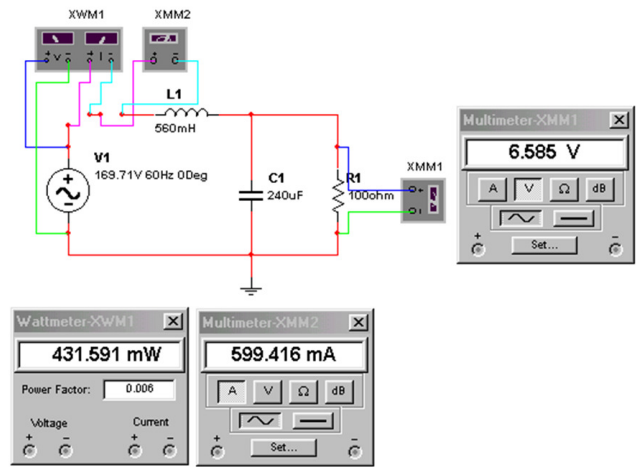 XWM1
XMM2
+ V - + I -
+ -
L1
560mH
V1
169.71V 60Hz 0Deg
C1
240uF
R1
100ohm
XMM1
Multimeter-XMM1 X
6.585 V
A V Ω dB
+ Set... -
Wattmeter-XWM1 X
431.591 mW
Power Factor: 0.006
Voltage Current
+ - + -
Multimeter-XMM2 X
599.416 mA
A V Ω dB
+ Set... -